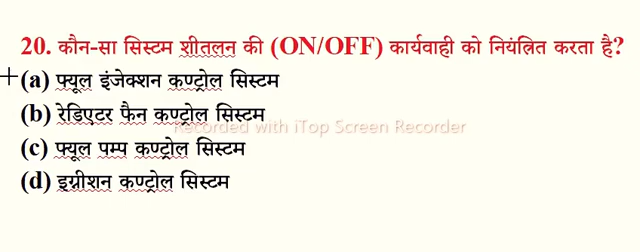 20. कौन-सा सिस्टम शीतलन की (ON/OFF) कार्यवाही को नियंत्रित करता है?
(a) फ्यूल इंजेक्शन कण्ट्रोल सिस्टम
(b) रेडिएटर फैन कण्ट्रोल सिस्टम
Recorded with iTop Screen Recorder
(c) फ्यूल पम्प कण्ट्रोल सिस्टम
(d) इग्नीशन कण्ट्रोल सिस्टम